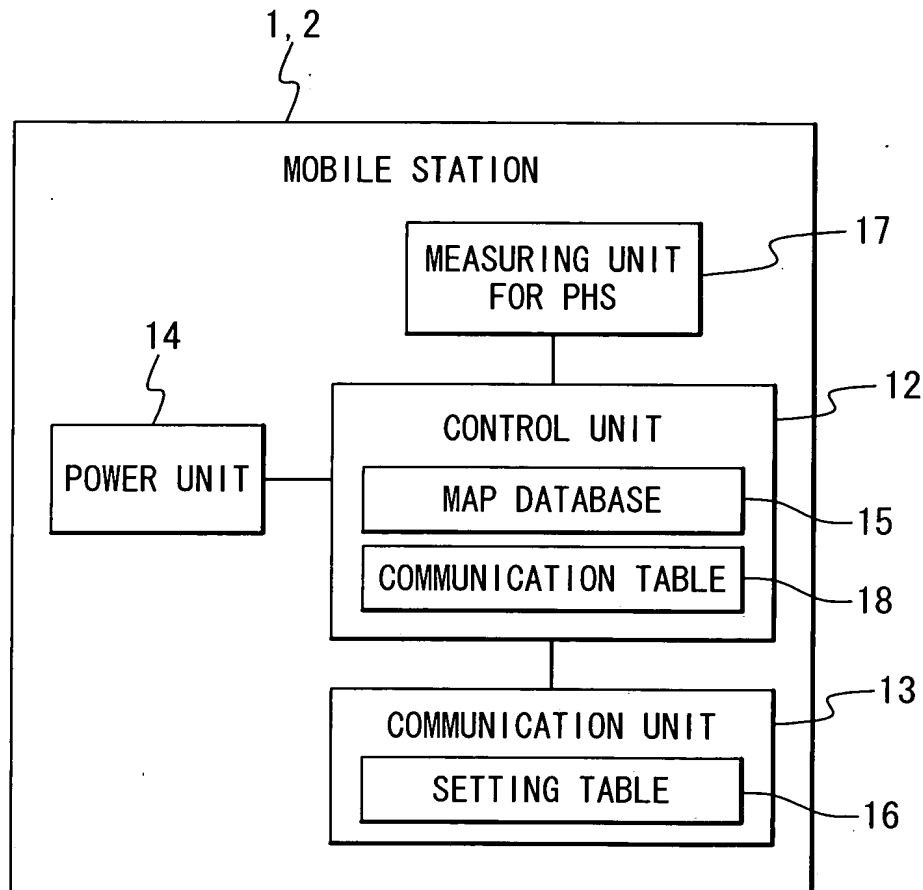 1, 2
MOBILE STATION
17
MEASURING UNIT
FOR PHS
14
12
CONTROL UNIT
POWER UNIT
MAP DATABASE
15
COMMUNICATION TABLE
18
13
COMMUNICATION UNIT
SETTING TABLE
16